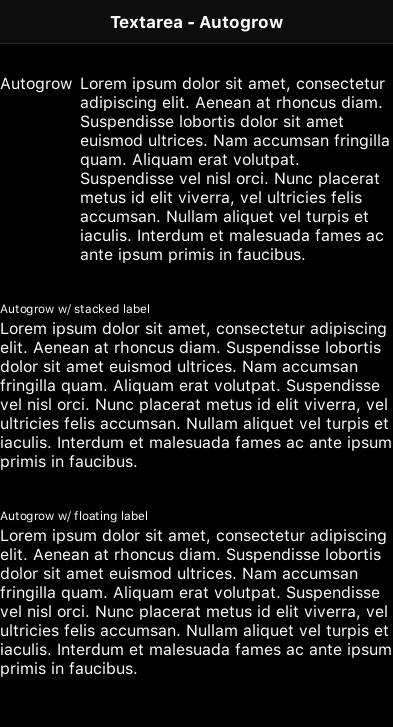 Textarea - Autogrow
Autogrow Lorem ipsum dolor sit amet, consectetur
adipiscing elit. Aenean at rhoncus diam.
Suspendisse lobortis dolor sit amet
euismod ultrices. Nam accumsan fringilla
quam. Aliquam erat volutpat.
Suspendisse vel nisl orci. Nunc placerat
metus id elit viverra, vel ultricies felis
accumsan. Nullam aliquet vel turpis et
iaculis. Interdum et malesuada fames ac
ante ipsum primis in faucibus.
Autogrow w/ stacked label
Lorem ipsum dolor sit amet, consectetur adipiscing
elit. Aenean at rhoncus diam. Suspendisse lobortis
dolor sit amet euismod ultrices. Nam accumsan
fringilla quam. Aliquam erat volutpat. Suspendisse
vel nisl orci. Nunc placerat metus id elit viverra, vel
ultricies felis accumsan. Nullam aliquet vel turpis et
iaculis. Interdum et malesuada fames ac ante ipsum
primis in faucibus.
Autogrow w/ floating label
Lorem ipsum dolor sit amet, consectetur adipiscing
elit. Aenean at rhoncus diam. Suspendisse lobortis
dolor sit amet euismod ultrices. Nam accumsan
fringilla quam. Aliquam erat volutpat. Suspendisse
vel nisl orci. Nunc placerat metus id elit viverra, vel
ultricies felis accumsan. Nullam aliquet vel turpis et
iaculis. Interdum et malesuada fames ac ante ipsum
primis in faucibus.